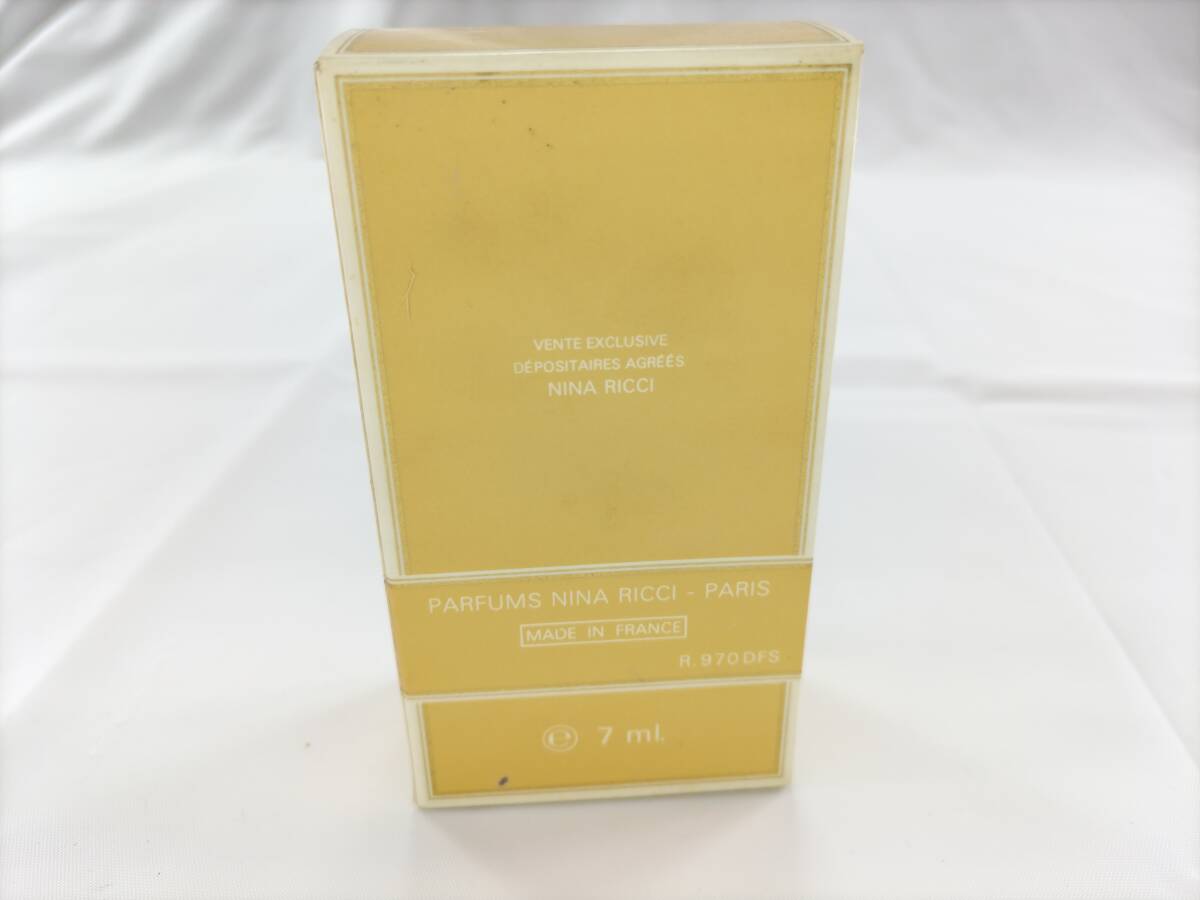 VENTE EXCLUSIVE
DÉPOSITAIRES AGRÉÉS
NINA RICCI
PARFUMS NINA RICCI - PARIS
MADE IN FRANCE
R. 970 DFS
℮ 7 ml.